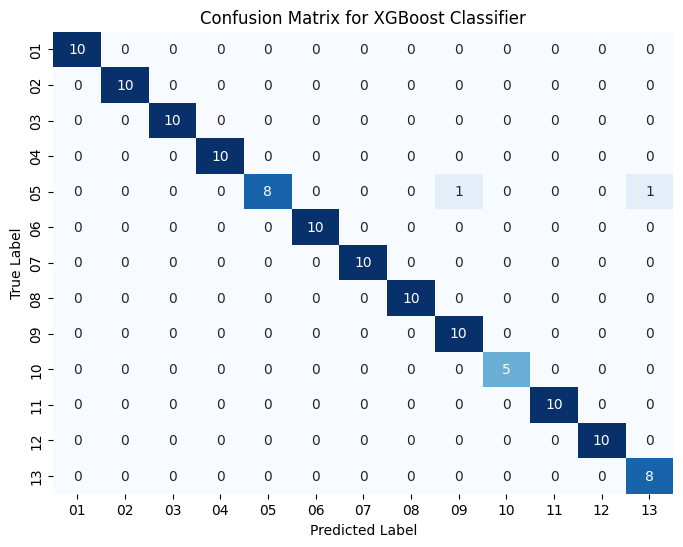 Confusion Matrix for XGBoost Classifier
True Label
01 10 0 0 0 0 0 0 0 0 0 0 0 0
02 0 10 0 0 0 0 0 0 0 0 0 0 0
03 0 0 10 0 0 0 0 0 0 0 0 0 0
04 0 0 0 10 0 0 0 0 0 0 0 0 0
05 0 0 0 0 8 0 0 0 1 0 0 0 1
06 0 0 0 0 0 10 0 0 0 0 0 0 0
07 0 0 0 0 0 0 10 0 0 0 0 0 0
08 0 0 0 0 0 0 0 10 0 0 0 0 0
09 0 0 0 0 0 0 0 0 10 0 0 0 0
10 0 0 0 0 0 0 0 0 0 5 0 0 0
11 0 0 0 0 0 0 0 0 0 0 10 0 0
12 0 0 0 0 0 0 0 0 0 0 0 10 0
13 0 0 0 0 0 0 0 0 0 0 0 0 8
01 02 03 04 05 06 07 08 09 10 11 12 13
Predicted Label